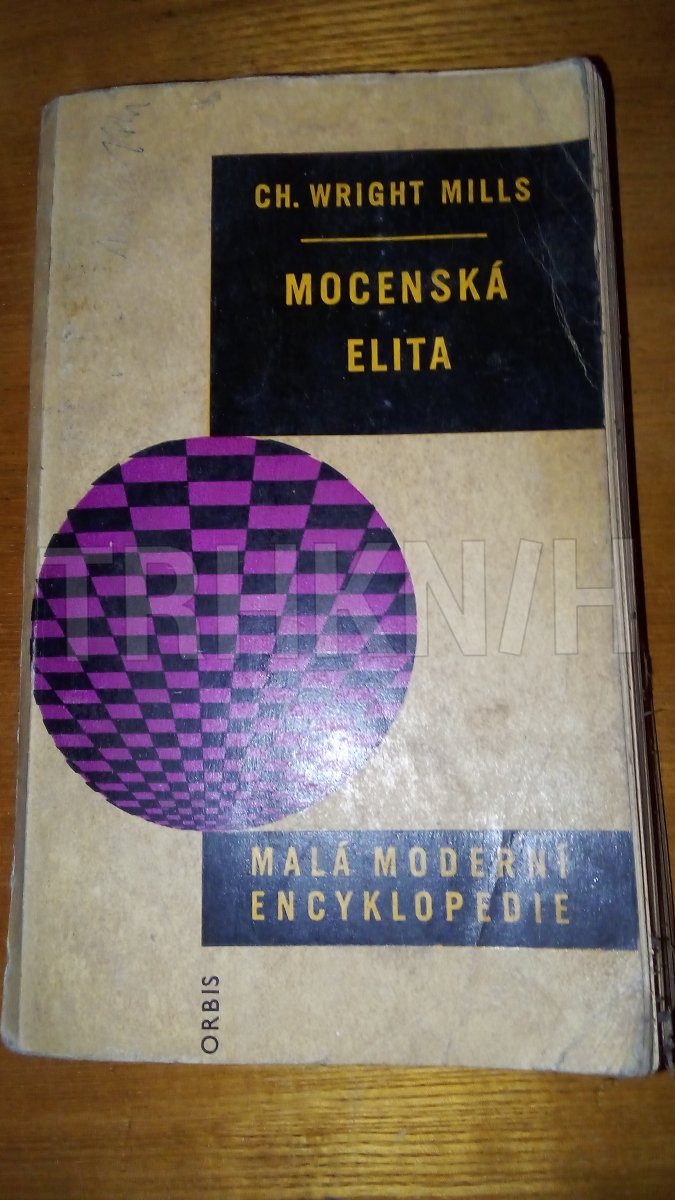 CH. WRIGHT MILLS
MOCENSKÁ
ELITA
TRHKNIH
MALÁ MODERNÍ
ENCYKLOPEDIE
ORBIS